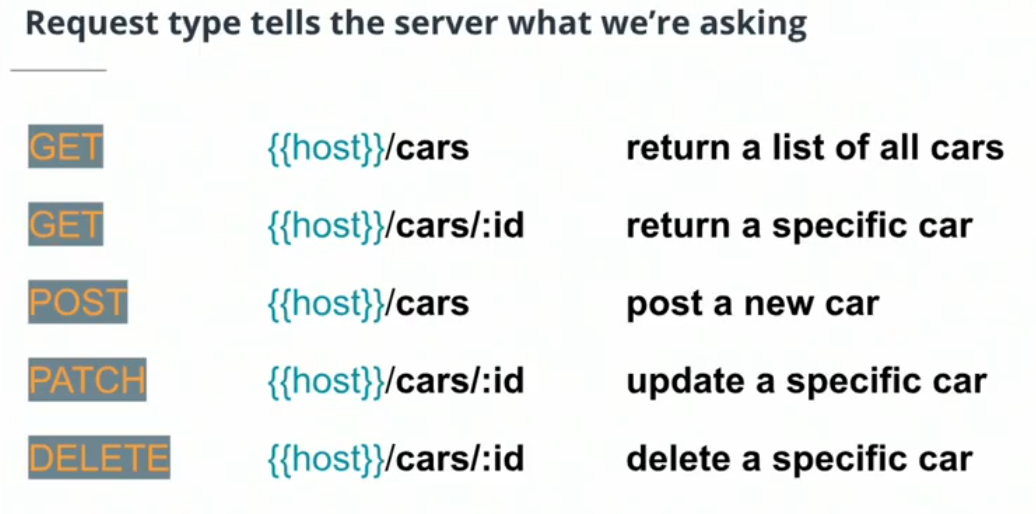 Request type tells the server what we're asking
GET {{host}}/cars return a list of all cars
GET {{host}}/cars/:id return a specific car
POST {{host}}/cars post a new car
PATCH {{host}}/cars/:id update a specific car
DELETE {{host}}/cars/:id delete a specific car